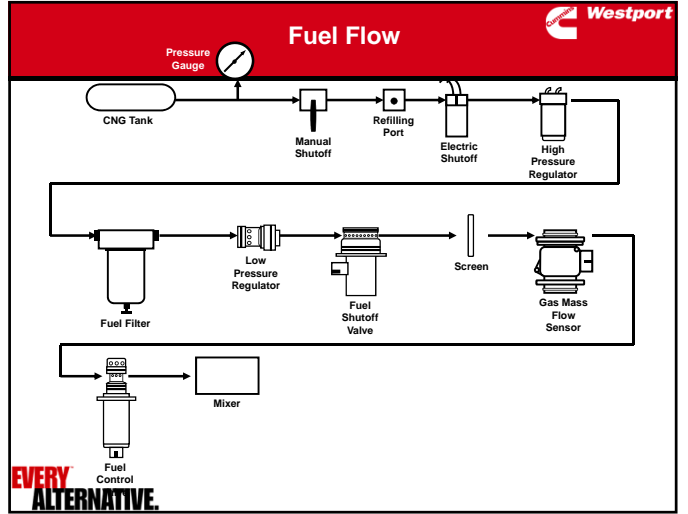 Fuel Flow
Cummins
Westport
Pressure
Gauge
CNG Tank
Manual
Shutoff
Refilling
Port
Electric
Shutoff
High
Pressure
Regulator
Fuel Filter
Low
Pressure
Regulator
Fuel
Shutoff
Valve
Screen
Gas Mass
Flow
Sensor
Mixer
Fuel
Control
EVERY
ALTERNATIVE.